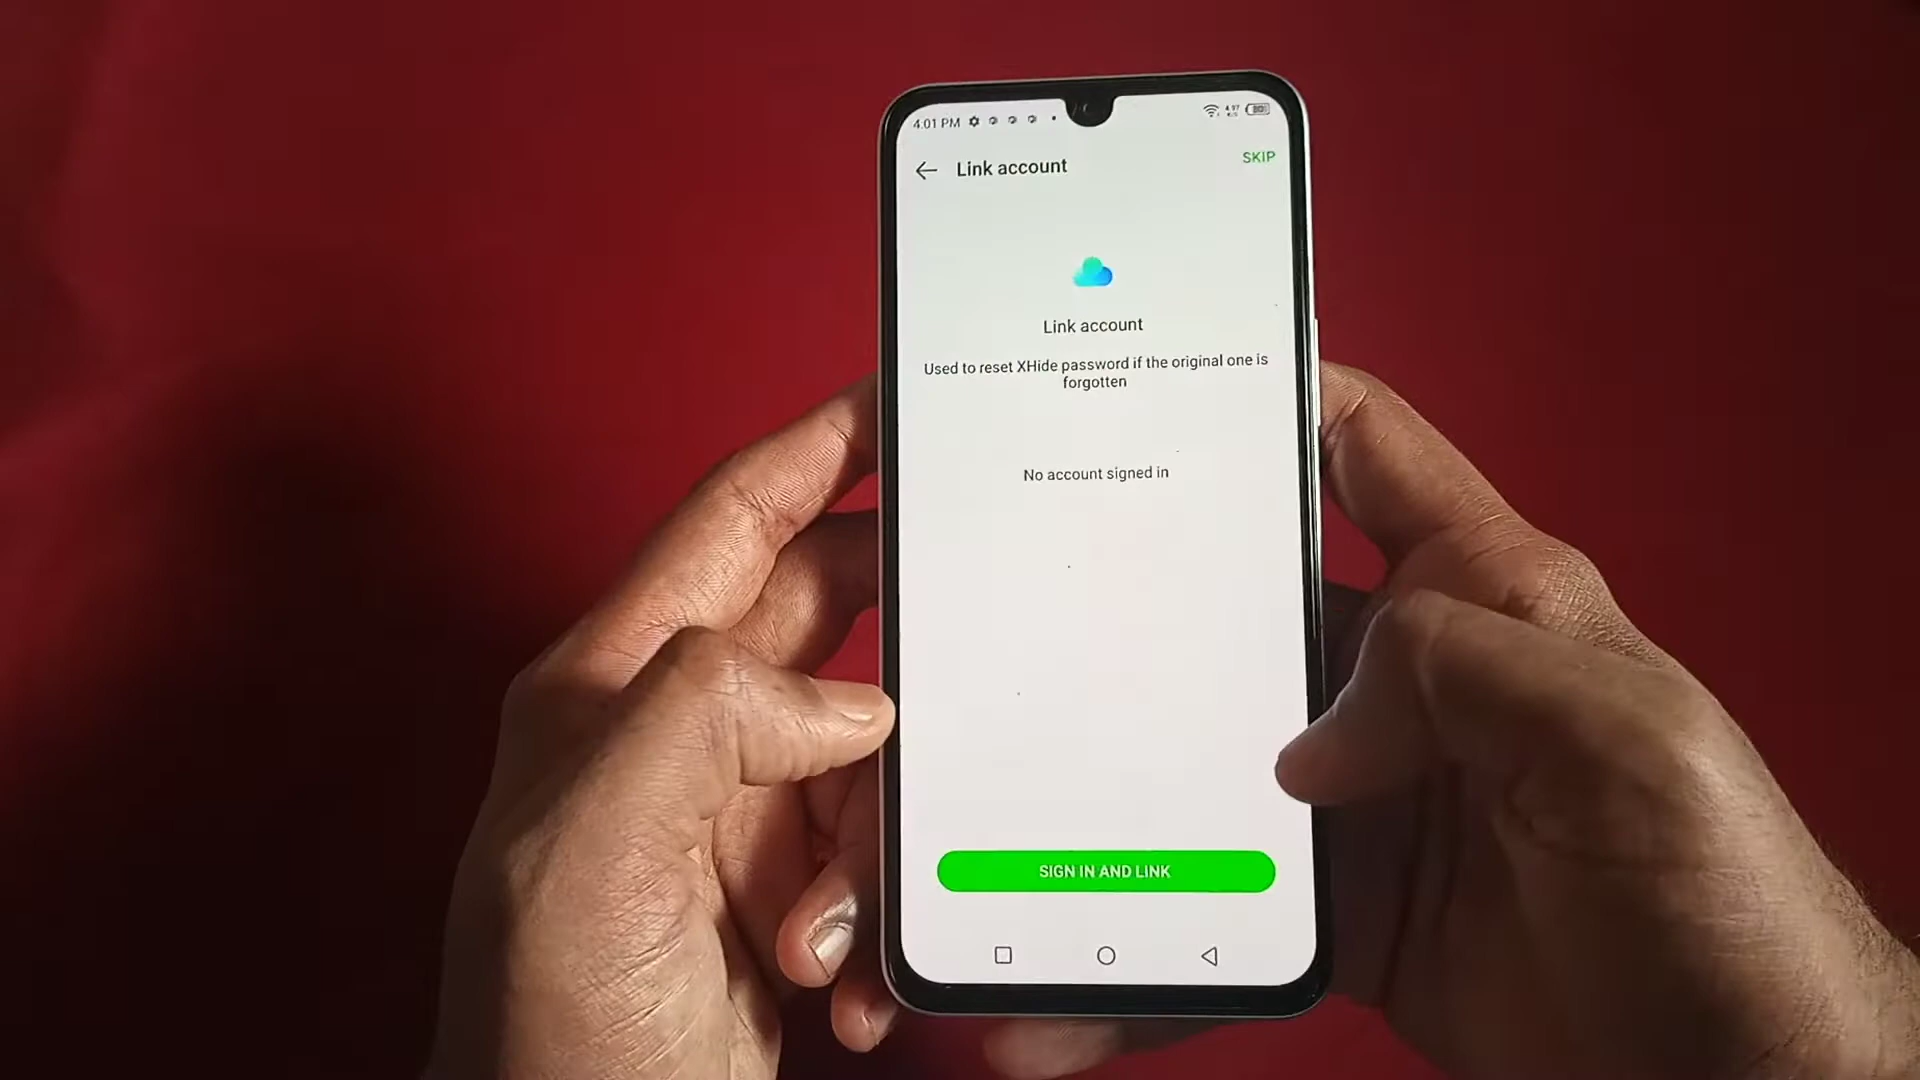 4:01 PM
Link account
SKIP
Link account
Used to reset XHide password if the original one is
forgotten
No account signed in
SIGN IN AND LINK